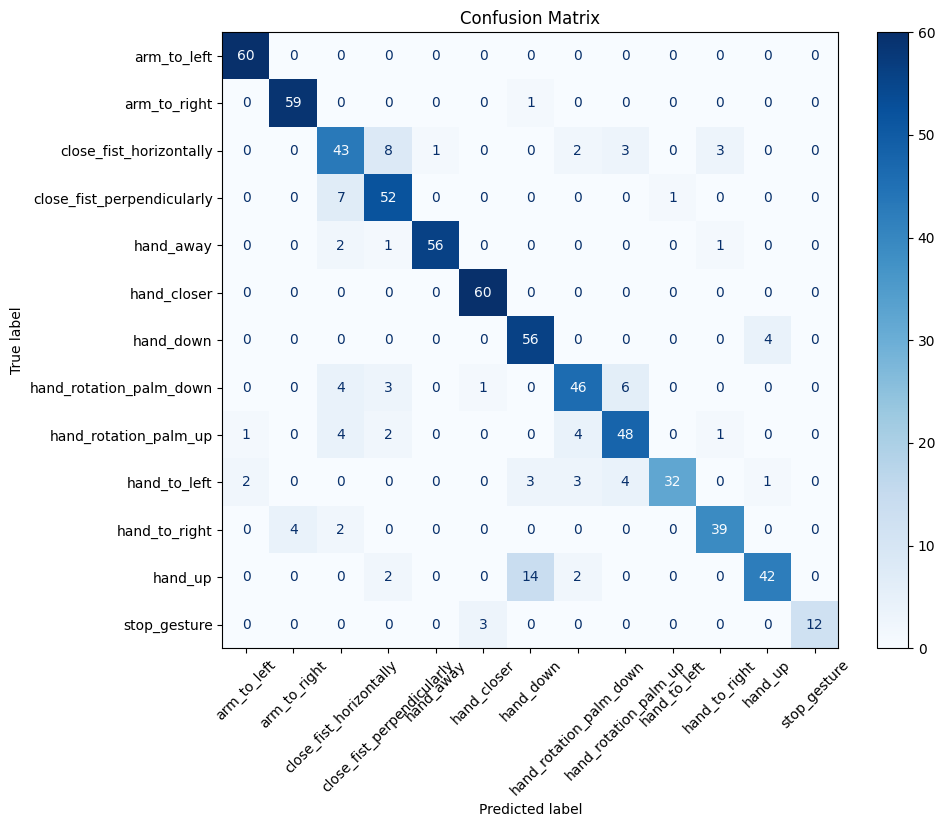 Confusion Matrix
True label
arm_to_left 60 0 0 0 0 0 0 0 0 0 0 0 0
arm_to_right 0 59 0 0 0 0 1 0 0 0 0 0 0
close_fist_horizontally 0 0 43 8 1 0 0 2 3 0 3 0 0
close_fist_perpendicularly 0 0 7 52 0 0 0 0 0 1 0 0 0
hand_away 0 0 2 1 56 0 0 0 0 0 1 0 0
hand_closer 0 0 0 0 0 60 0 0 0 0 0 0 0
hand_down 0 0 0 0 0 0 56 0 0 0 0 4 0
hand_rotation_palm_down 0 0 4 3 0 1 0 46 6 0 0 0 0
hand_rotation_palm_up 1 0 4 2 0 0 0 4 48 0 1 0 0
hand_to_left 2 0 0 0 0 0 3 3 4 32 0 1 0
hand_to_right 0 4 2 0 0 0 0 0 0 0 39 0 0
hand_up 0 0 0 2 0 0 14 2 0 0 0 42 0
stop_gesture 0 0 0 0 0 3 0 0 0 0 0 0 12
arm_to_left
arm_to_right
close_fist_horizontally
close_fist_perpendicularly
hand_away
hand_closer
hand_down
hand_rotation_palm_down
hand_rotation_palm_up
hand_to_left
hand_to_right
hand_up
stop_gesture
Predicted label
60
50
40
30
20
10
0